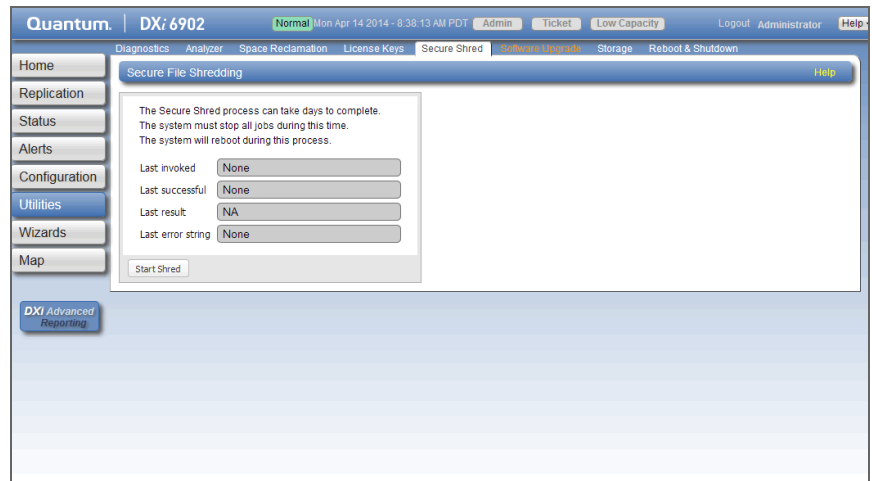 Quantum. DXi 6902 Normal Mon Apr 14 2014 - 8:38:13 AM PDT Admin Ticket Low Capacity Logout Administrator Help
Diagnostics Analyzer Space Reclamation License Keys Secure Shred Software Upgrade Storage Reboot & Shutdown
Home
Replication
Status
Alerts
Configuration
Utilities
Wizards
Map
DXi Advanced
Reporting
Secure File Shredding Help
The Secure Shred process can take days to complete.
The system must stop all jobs during this time.
The system will reboot during this process.
Last invoked None
Last successful None
Last result NA
Last error string None
Start Shred